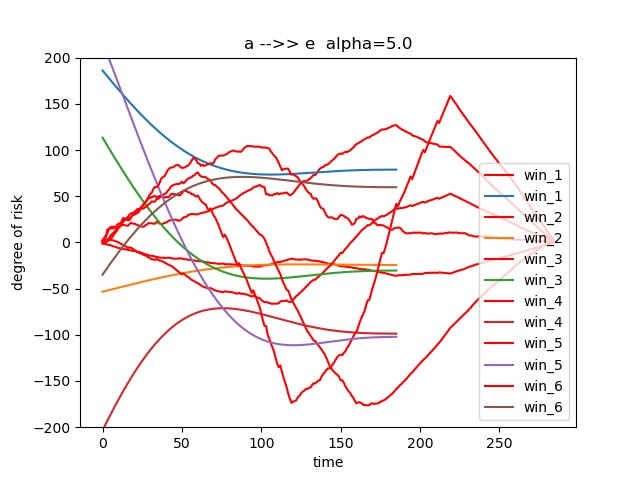 a -->> e  alpha=5.0
degree of risk
200
150
100
50
0
−50
−100
−150
−200
0
50
100
150
200
250
time
win_1
win_1
win_2
win_2
win_3
win_3
win_4
win_4
win_5
win_5
win_6
win_6